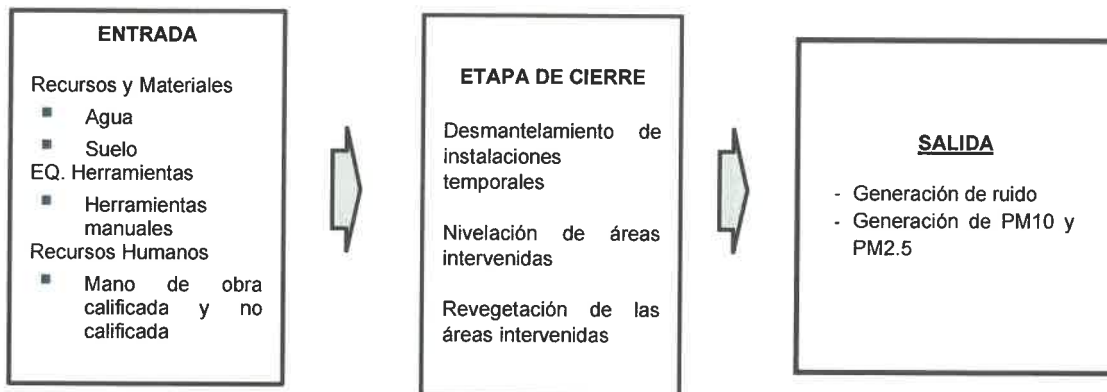 ENTRADA
Recursos y Materiales
▪ Agua
▪ Suelo
EQ. Herramientas
▪ Herramientas
manuales
Recursos Humanos
▪ Mano de obra
calificada y no
calificada
ETAPA DE CIERRE
Desmantelamiento de
instalaciones
temporales
Nivelación de áreas
intervenidas
Revegetación de las
áreas intervenidas
SALIDA
- Generación de ruido
- Generación de PM10 y
PM2.5